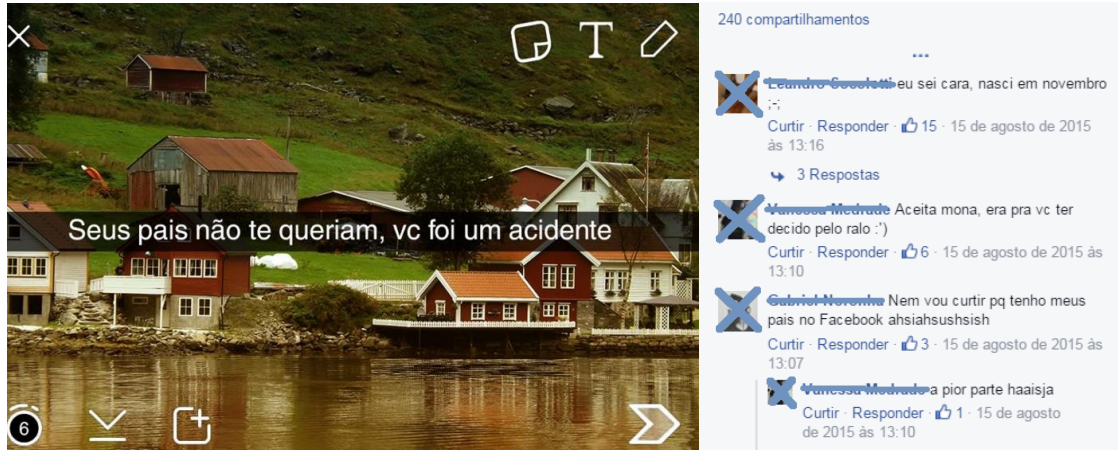 T
Seus pais não te queriam, vc foi um acidente
6
240 compartilhamentos
...
eu sei cara, nasci em novembro
;-;
Curtir · Responder · 15 · 15 de agosto de 2015
às 13:16
3 Respostas
Aceita mona, era pra vc ter
decido pelo ralo :')
Curtir · Responder · 6 · 15 de agosto de 2015 às
13:10
Nem vou curtir pq tenho meus
pais no Facebook ahsiahsushsish
Curtir · Responder · 3 · 15 de agosto de 2015 às
13:07
a pior parte haaisja
Curtir · Responder · 1 · 15 de agosto
de 2015 às 13:10